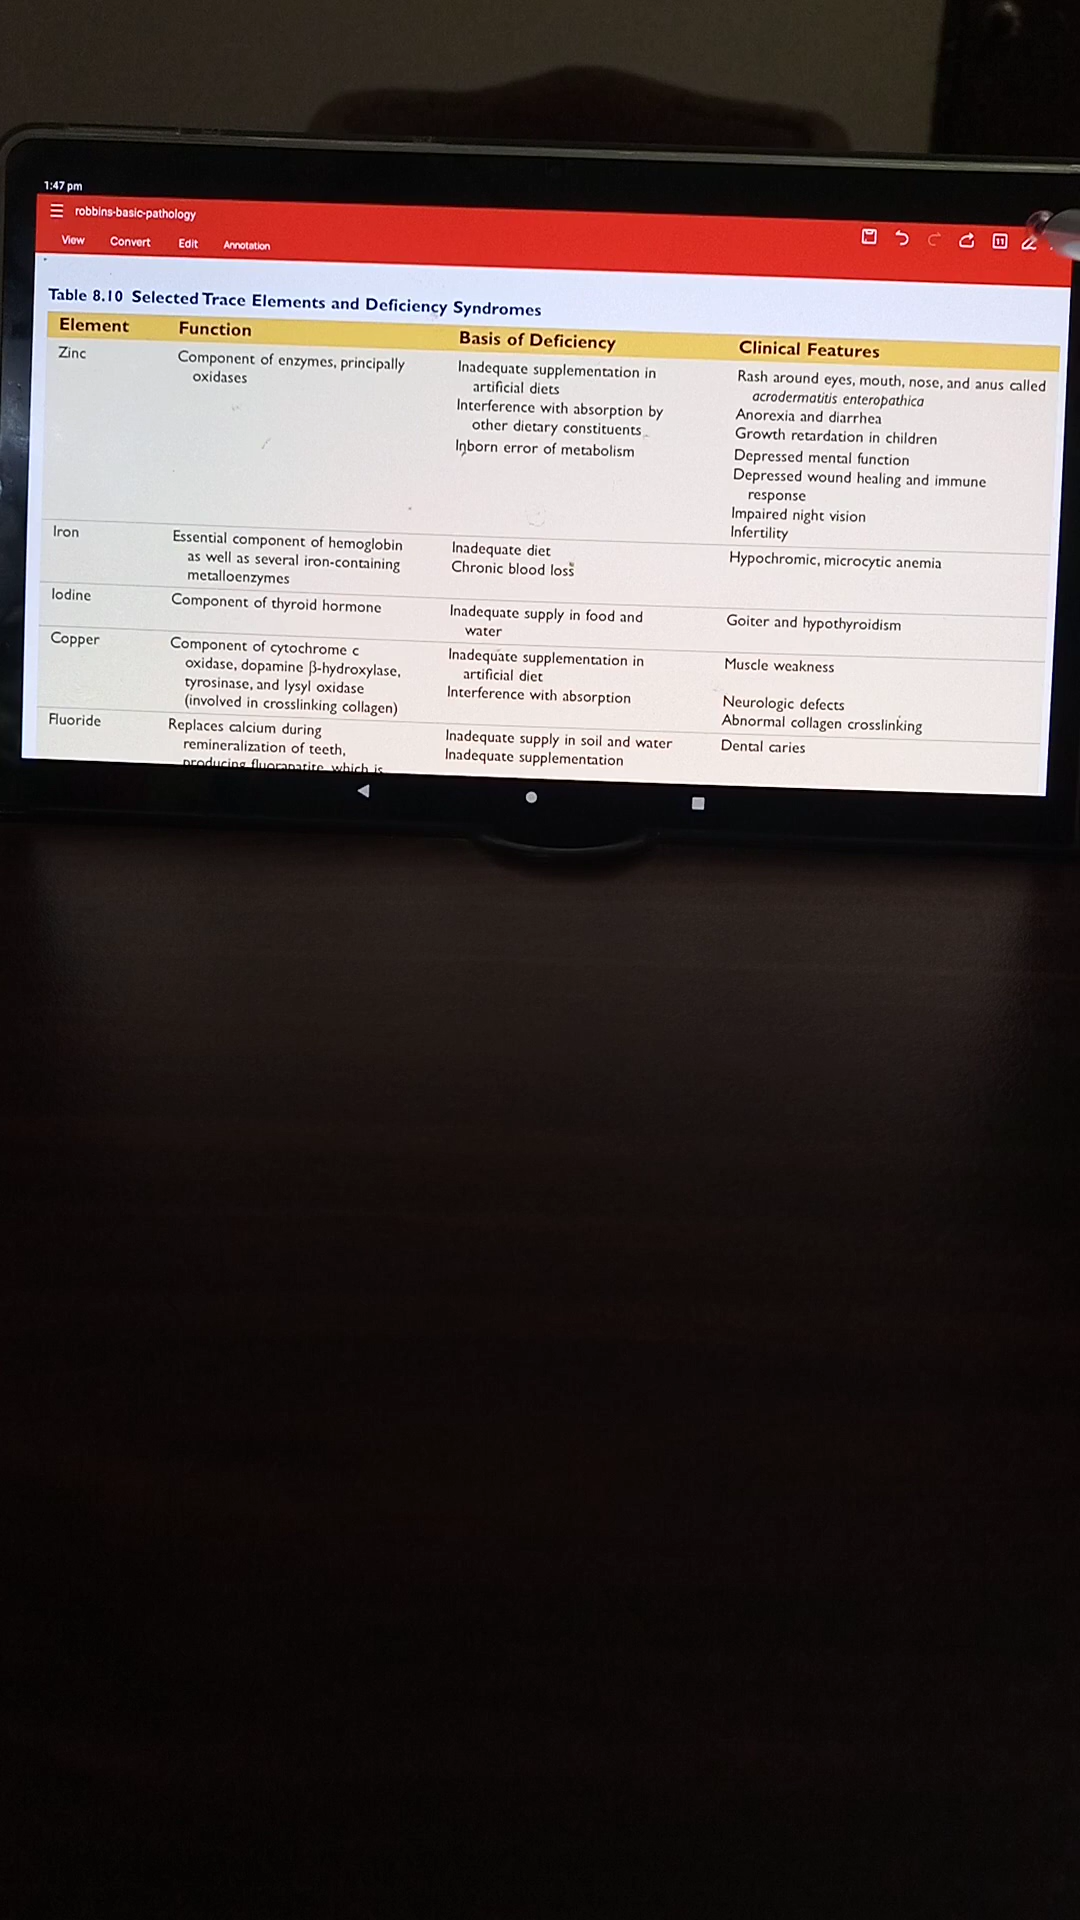 1:47 pm
robbins-basic-pathology
View Convert Edit Annotation
Table 8.10 Selected Trace Elements and Deficiency Syndromes
Element Function Basis of Deficiency Clinical Features
Zinc
Component of enzymes, principally
oxidases
Inadequate supplementation in
artificial diets
Interference with absorption by
other dietary constituents
Inborn error of metabolism
Rash around eyes, mouth, nose, and anus called
acrodermatitis enteropathica
Anorexia and diarrhea
Growth retardation in children
Depressed mental function
Depressed wound healing and immune
response
Impaired night vision
Infertility
Iron
Essential component of hemoglobin
as well as several iron-containing
metalloenzymes
Inadequate diet
Chronic blood loss
Hypochromic, microcytic anemia
Iodine
Component of thyroid hormone
Inadequate supply in food and
water
Goiter and hypothyroidism
Copper
Component of cytochrome c
oxidase, dopamine β-hydroxylase,
tyrosinase, and lysyl oxidase
(involved in crosslinking collagen)
Inadequate supplementation in
artificial diet
Interference with absorption
Muscle weakness
Neurologic defects
Abnormal collagen crosslinking
Fluoride
Replaces calcium during
remineralization of teeth,
producing fluorapatite, which is
Inadequate supply in soil and water
Inadequate supplementation
Dental caries